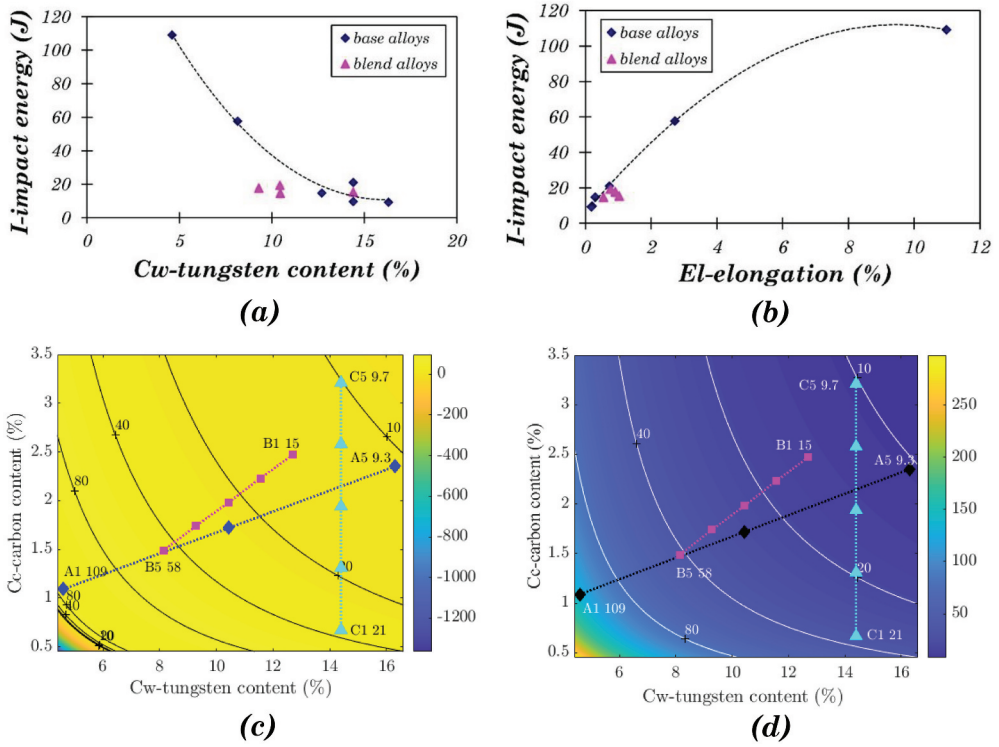 (a)
I-impact energy (J)
120
100
80
60
40
20
0
base alloys
blend alloys
0 5 10 15 20
Cw-tungsten content (%)
(b)
I-impact energy (J)
120
100
80
60
40
20
0
base alloys
blend alloys
0 2 4 6 8 10 12
El-elongation (%)
(a)
(b)
Cc-carbon content (%)
3.5
3
2.5
2
1.5
1
0.5
C5 9.7
40
10
B1 15
A5 9.3
80
B5 58
20
A1 109
80
40
20
C1 21
6 8 10 12 14 16
Cw-tungsten content (%)
0
-200
-400
-600
-800
-1000
-1200
(c)
Cc-carbon content (%)
3.5
3
2.5
2
1.5
1
0.5
10
C5 9.7
40
B1 15
A5 9.3
B5 58
20
A1 109
80
C1 21
6 8 10 12 14 16
Cw-tungsten content (%)
250
200
150
100
50
(d)